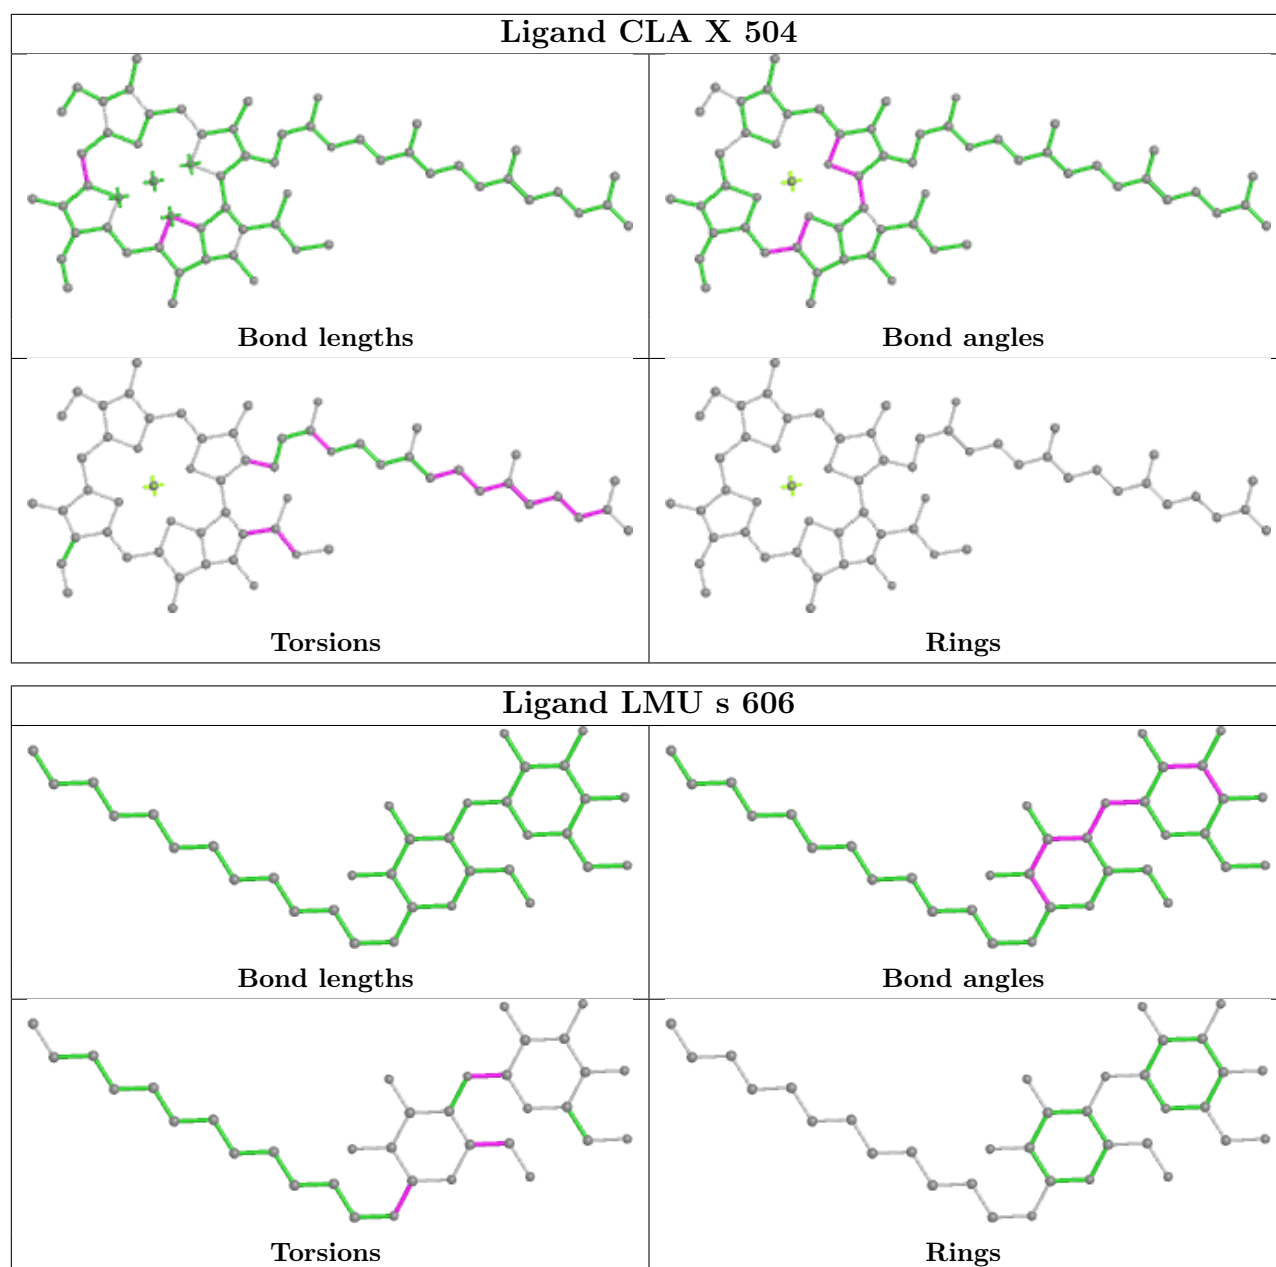 Ligand CLA X 504
Bond lengths
Bond angles
Torsions
Rings
Ligand LMU s 606
Bond lengths
Bond angles
Torsions
Rings